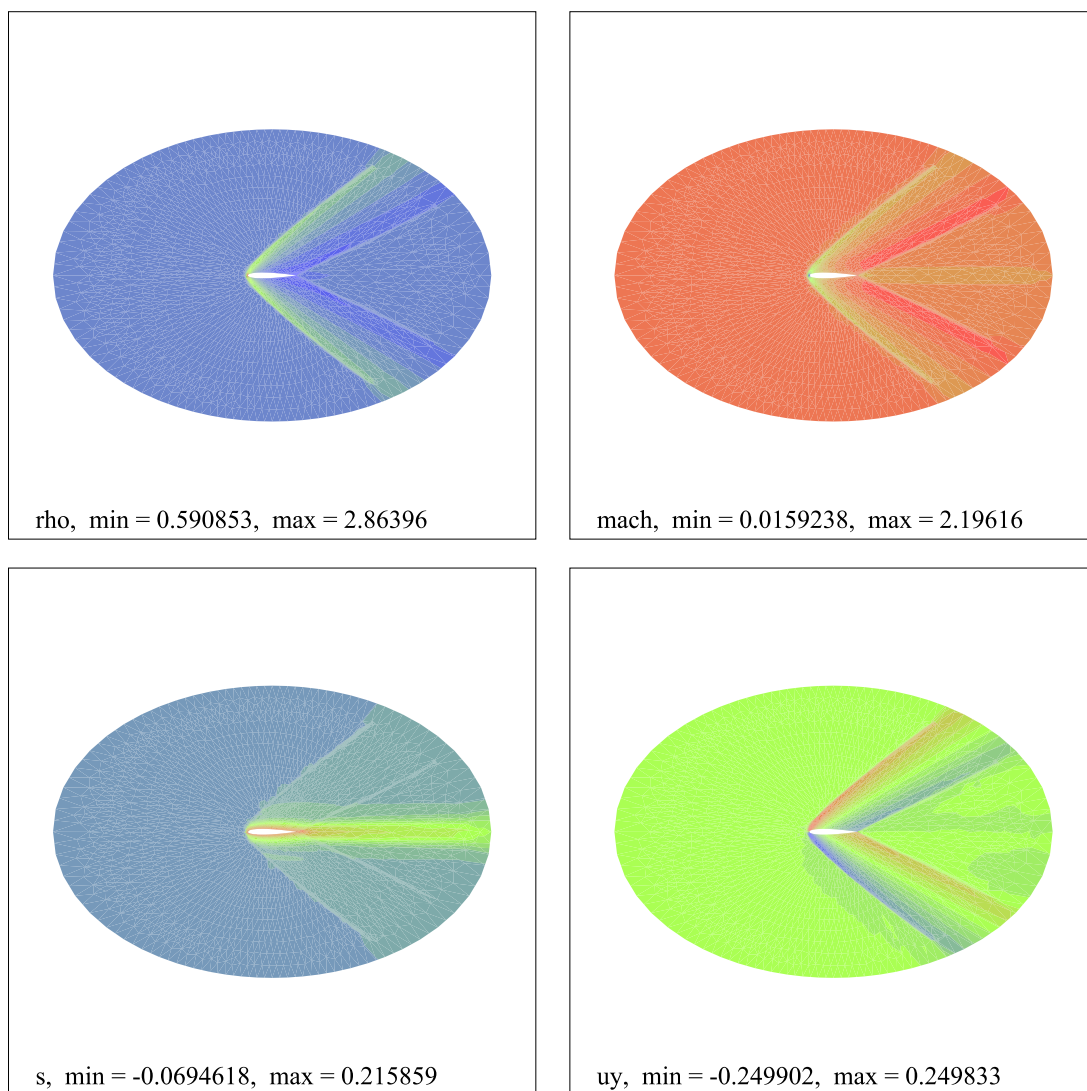 rho,  min = 0.590853,  max = 2.86396
mach,  min = 0.0159238,  max = 2.19616
s,  min = -0.0694618,  max = 0.215859
uy,  min = -0.249902,  max = 0.249833